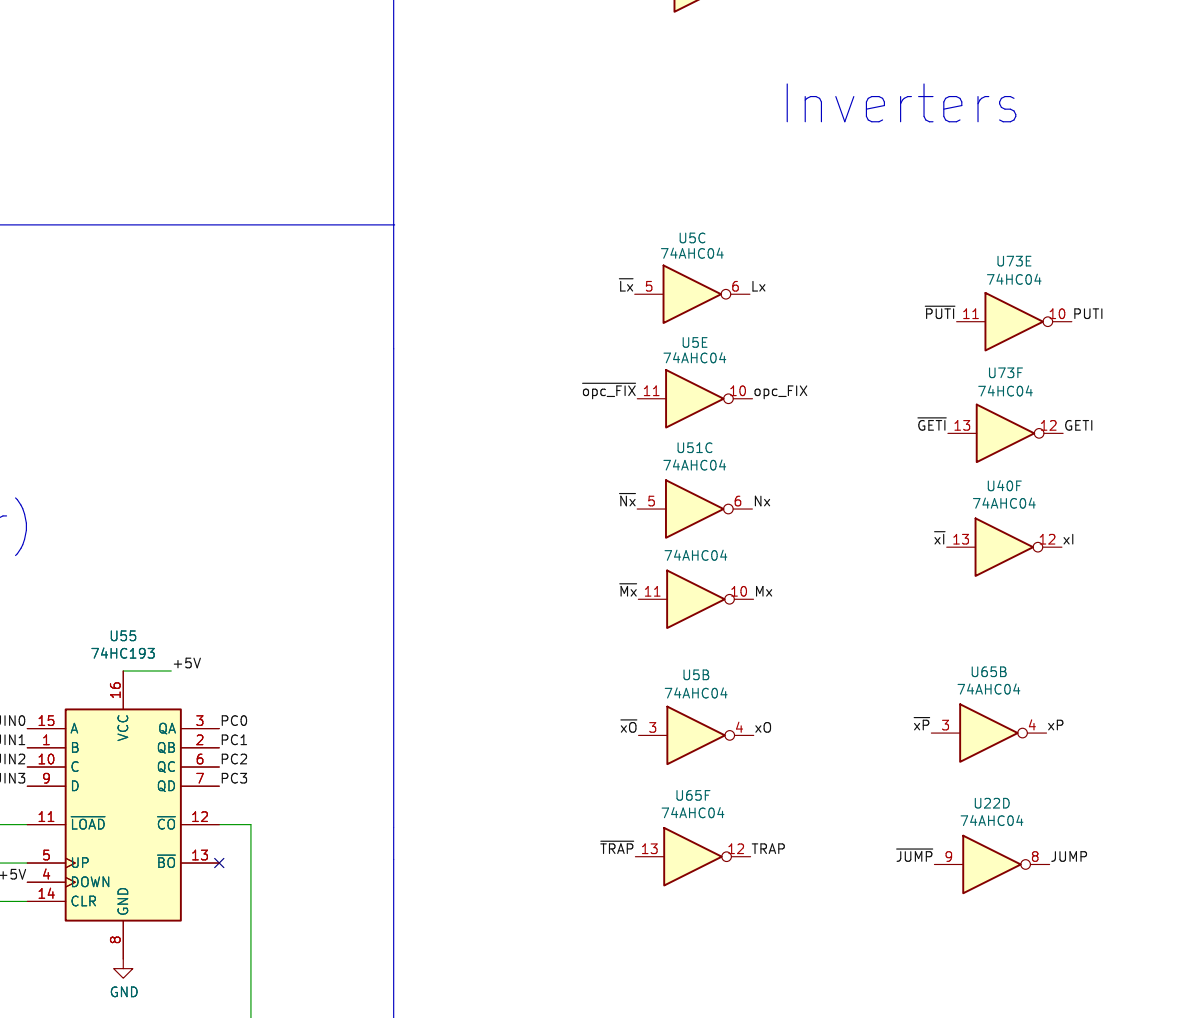 Inverters
U5C
74AHC04
Lx 5 6 Lx
U5E
74AHC04
opc_FIX 11 10 opc_FIX
U51C
74AHC04
Nx 5 6 Nx
74AHC04
Mx 11 10 Mx
U5B
74AHC04
xO 3 4 xO
U65F
74AHC04
TRAP 13 12 TRAP
U73E
74HC04
PUTI 11 10 PUTI
U73F
74HC04
GETI 13 12 GETI
U40F
74AHC04
xI 13 12 xI
U65B
74AHC04
xP 3 4 xP
U22D
74AHC04
JUMP 9 8 JUMP
)
U55
74HC193
+5V
16
VCC
IN0 15 A QA 3 PC0
IN1 1 B QB 2 PC1
IN2 10 C QC 6 PC2
IN3 9 D QD 7 PC3
11 LOAD CO 12
5 UP BO 13
+5V 4 DOWN
14 CLR
GND
8
GND